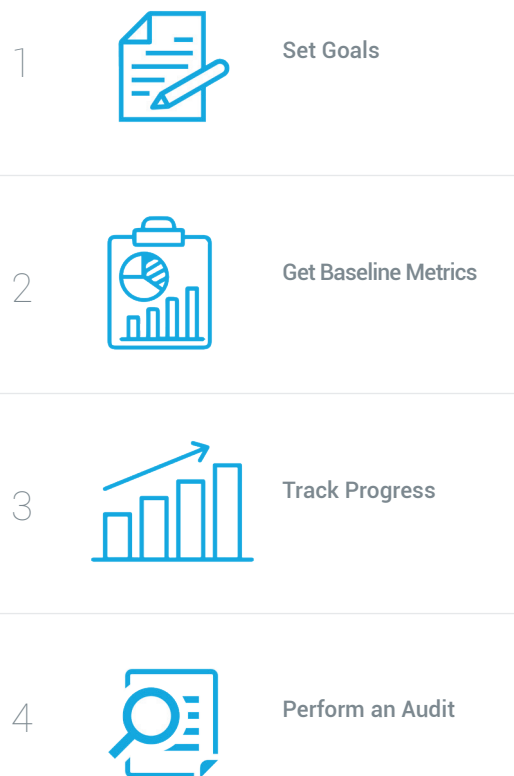 1
Set Goals
2
Get Baseline Metrics
3
Track Progress
4
Perform an Audit